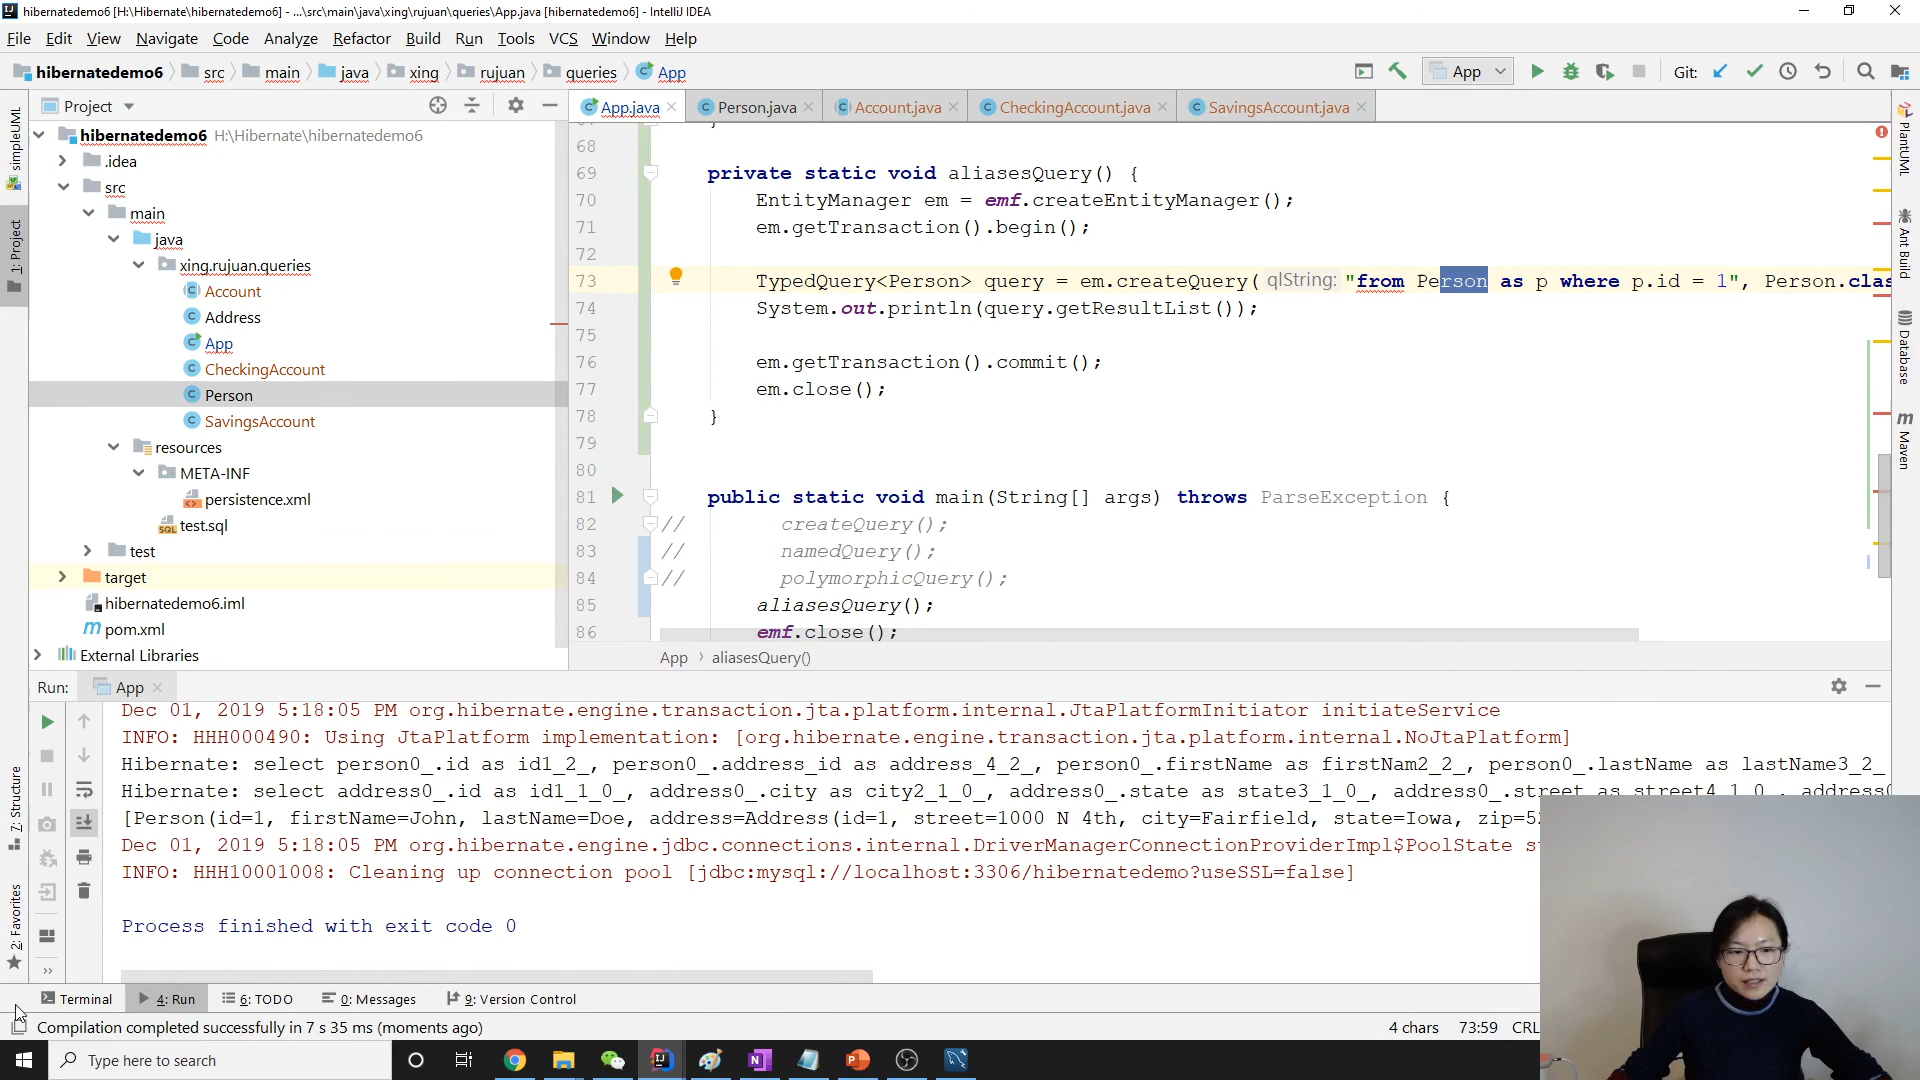 hibernatedemo6 [H:\Hibernate\hibernatedemo6] - ...\src\main\java\xing\rujuan\queries\App.java [hibernatedemo6] - IntelliJ IDEA
File Edit View Navigate Code Analyze Refactor Build Run Tools VCS Window Help
hibernatedemo6 src main java xing rujuan queries App
App Git:
Project
App.java Person.java Account.java CheckingAccount.java SavingsAccount.java
simpleUML
1: Project
7: Structure
2: Favorites
hibernatedemo6 H:\Hibernate\hibernatedemo6
.idea
src
main
java
xing.rujuan.queries
Account
Address
App
CheckingAccount
Person
SavingsAccount
resources
META-INF
persistence.xml
test.sql
test
target
hibernatedemo6.iml
pom.xml
External Libraries
68
69 private static void aliasesQuery() {
70 EntityManager em = emf.createEntityManager();
71 em.getTransaction().begin();
72
73 TypedQuery<Person> query = em.createQuery( qlString: "from Person as p where p.id = 1", Person.clas
74 System.out.println(query.getResultList());
75
76 em.getTransaction().commit();
77 em.close();
78 }
79
80
81 public static void main(String[] args) throws ParseException {
82 // createQuery();
83 // namedQuery();
84 // polymorphicQuery();
85 aliasesQuery();
86 emf.close();
App › aliasesQuery()
PlantUML
Ant Build
Database
Maven
Run: App
Dec 01, 2019 5:18:05 PM org.hibernate.engine.transaction.jta.platform.internal.JtaPlatformInitiator initiateService
INFO: HHH000490: Using JtaPlatform implementation: [org.hibernate.engine.transaction.jta.platform.internal.NoJtaPlatform]
Hibernate: select person0_.id as id1_2_, person0_.address_id as address_4_2_, person0_.firstName as firstNam2_2_, person0_.lastName as lastName3_2_
Hibernate: select address0_.id as id1_1_0_, address0_.city as city2_1_0_, address0_.state as state3_1_0_, address0_.street as street4_1_0_, address0
[Person(id=1, firstName=John, lastName=Doe, address=Address(id=1, street=1000 N 4th, city=Fairfield, state=Iowa, zip=5
Dec 01, 2019 5:18:05 PM org.hibernate.engine.jdbc.connections.internal.DriverManagerConnectionProviderImpl$PoolState s
INFO: HHH10001008: Cleaning up connection pool [jdbc:mysql://localhost:3306/hibernatedemo?useSSL=false]
Process finished with exit code 0
Terminal 4: Run 6: TODO 0: Messages 9: Version Control
Compilation completed successfully in 7 s 35 ms (moments ago) 4 chars 73:59 CRL
Type here to search